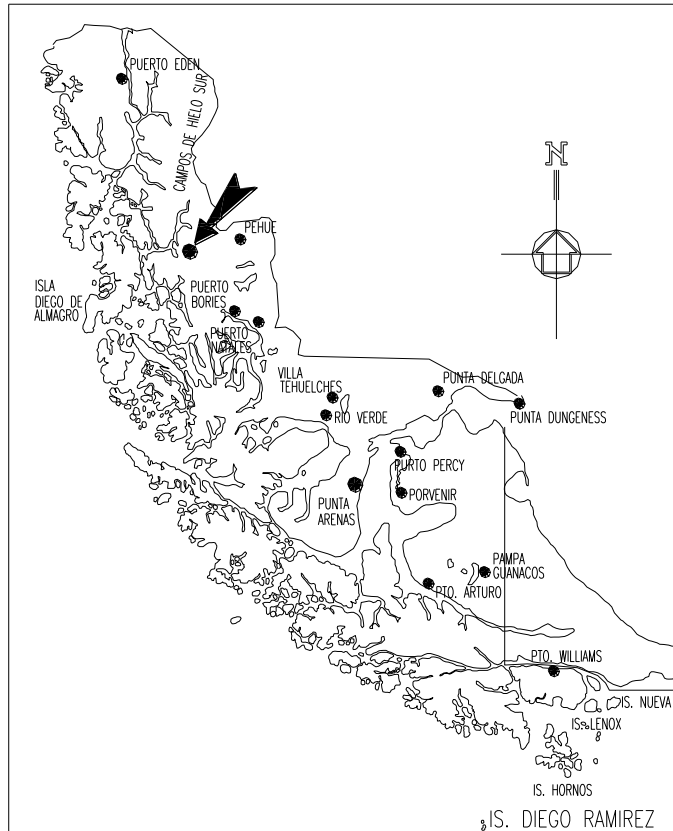 PUERTO EDEN
CAMPOS DE HIELO SUR
N
PEHUE
ISLA
DIEGO DE
ALMAGRO
PUERTO
BORIES
PUERTO
NATALES
VILLA
TEHUELCHES
RIO VERDE
PUNTA DELGADA
PUNTA DUNGENESS
PURTO PERCY
PORVENIR
PUNTA
ARENAS
PAMPA
GUANACOS
PTO. ARTURO
PTO. WILLIAMS
IS. NUEVA
IS. LENOX
IS. HORNOS
IS. DIEGO RAMIREZ